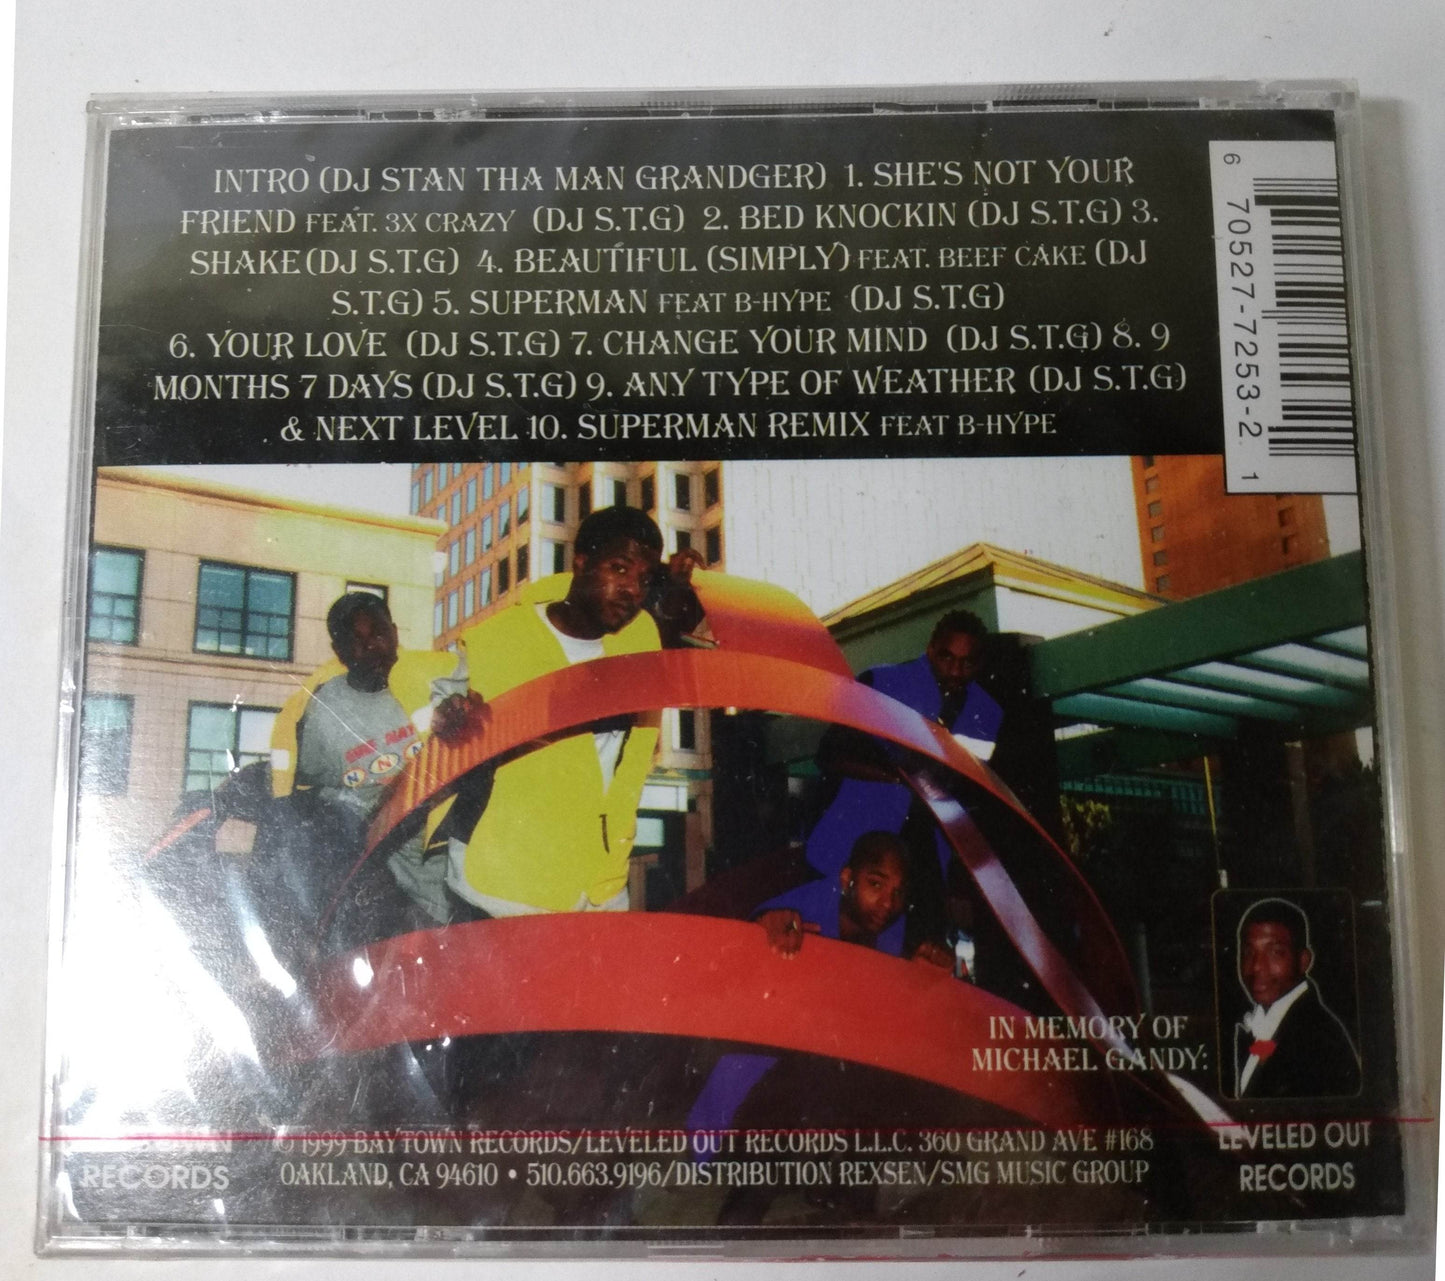 INTRO (DJ STAN THA MAN GRANDGER) 1. SHE'S NOT YOUR
FRIEND FEAT. 3X CRAZY (DJ S.T.G) 2. BED KNOCKIN (DJ S.T.G) 3.
SHAKE(DJ S.T.G) 4. BEAUTIFUL (SIMPLY) FEAT. BEEF CAKE (DJ
S.T.G) 5. SUPERMAN FEAT B-HYPE (DJ S.T.G)
6. YOUR LOVE (DJ S.T.G) 7. CHANGE YOUR MIND (DJ S.T.G) 8. 9
MONTHS 7 DAYS (DJ S.T.G) 9. ANY TYPE OF WEATHER (DJ S.T.G)
& NEXT LEVEL 10. SUPERMAN REMIX FEAT B-HYPE
6 70527-7253-2 1
N N
IN MEMORY OF
MICHAEL GANDY:
© 1999 BAYTOWN RECORDS/LEVELED OUT RECORDS L.L.C. 360 GRAND AVE #168
OAKLAND, CA 94610 • 510.663.9196/DISTRIBUTION REXSEN/SMG MUSIC GROUP
RECORDS
LEVELED OUT
RECORDS